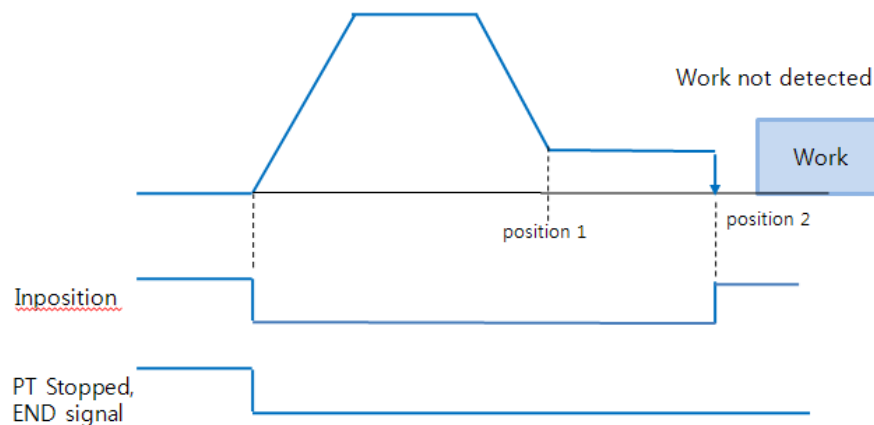 Work not detected
Work
position 1
position 2
Inposition
PT Stopped,
END signal